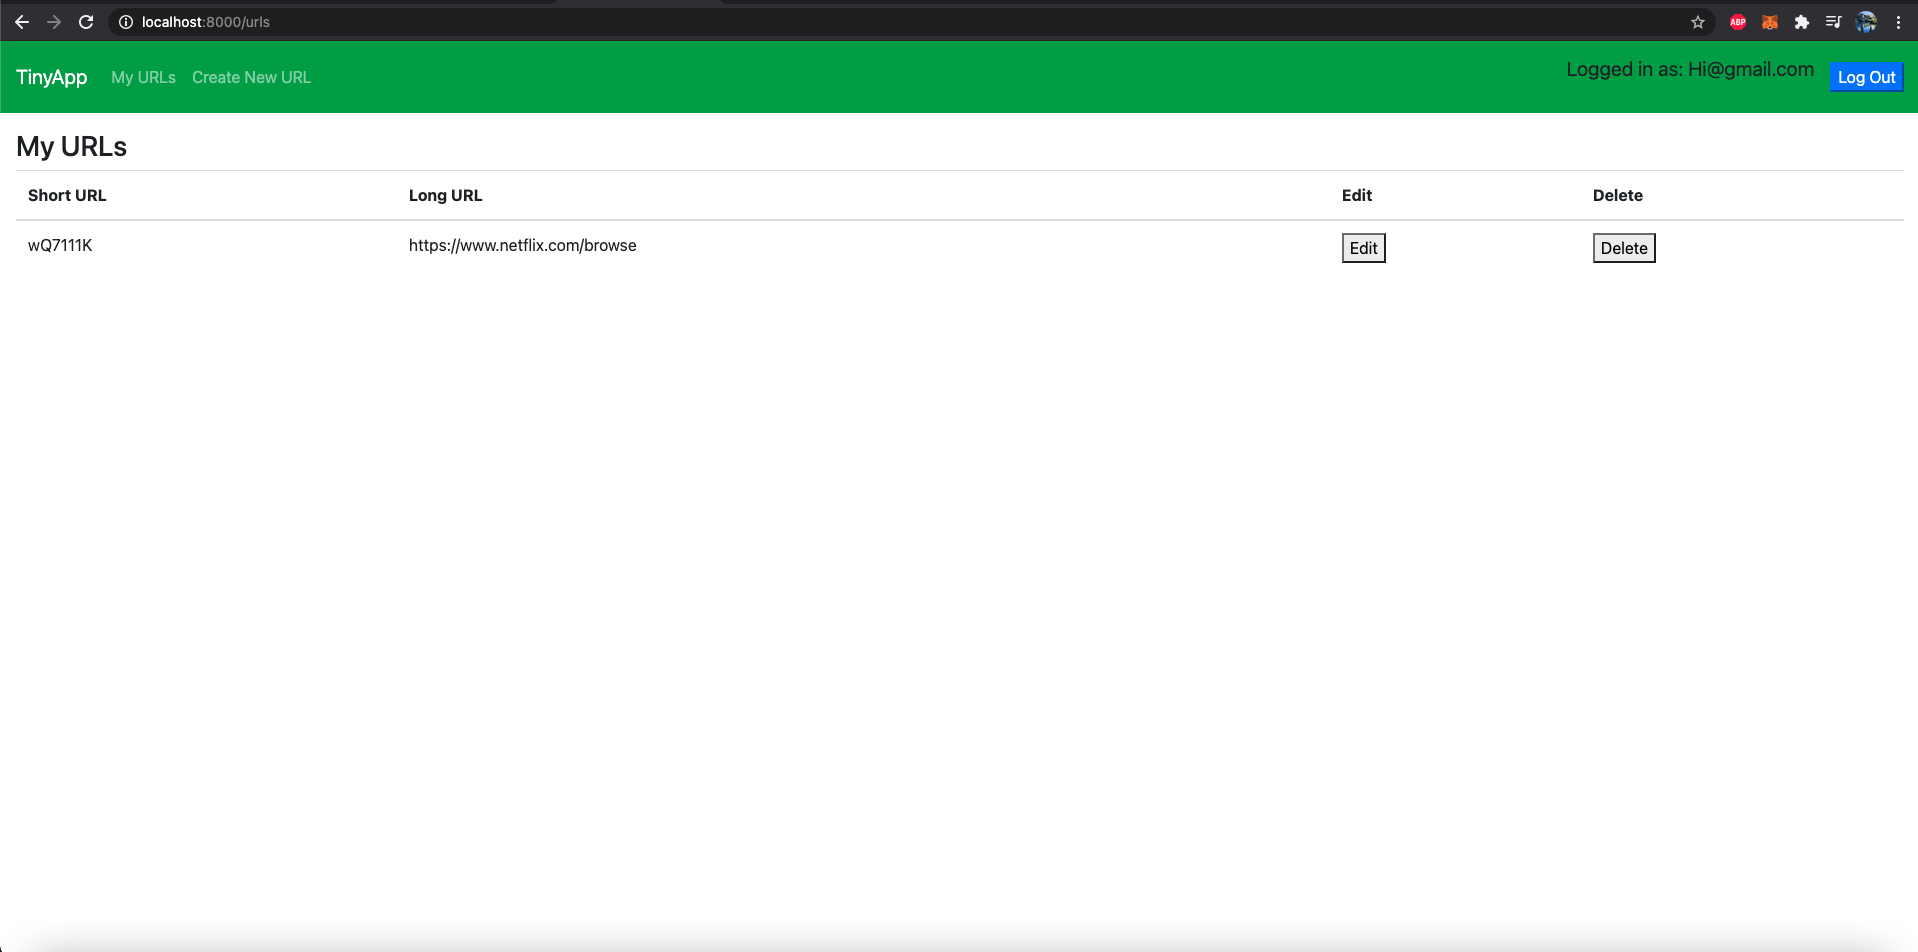 localhost:8000/urls
ABP
TinyApp My URLs Create New URL Logged in as: Hi@gmail.com Log Out
My URLs
Short URL Long URL Edit Delete
wQ7111K https://www.netflix.com/browse Edit Delete